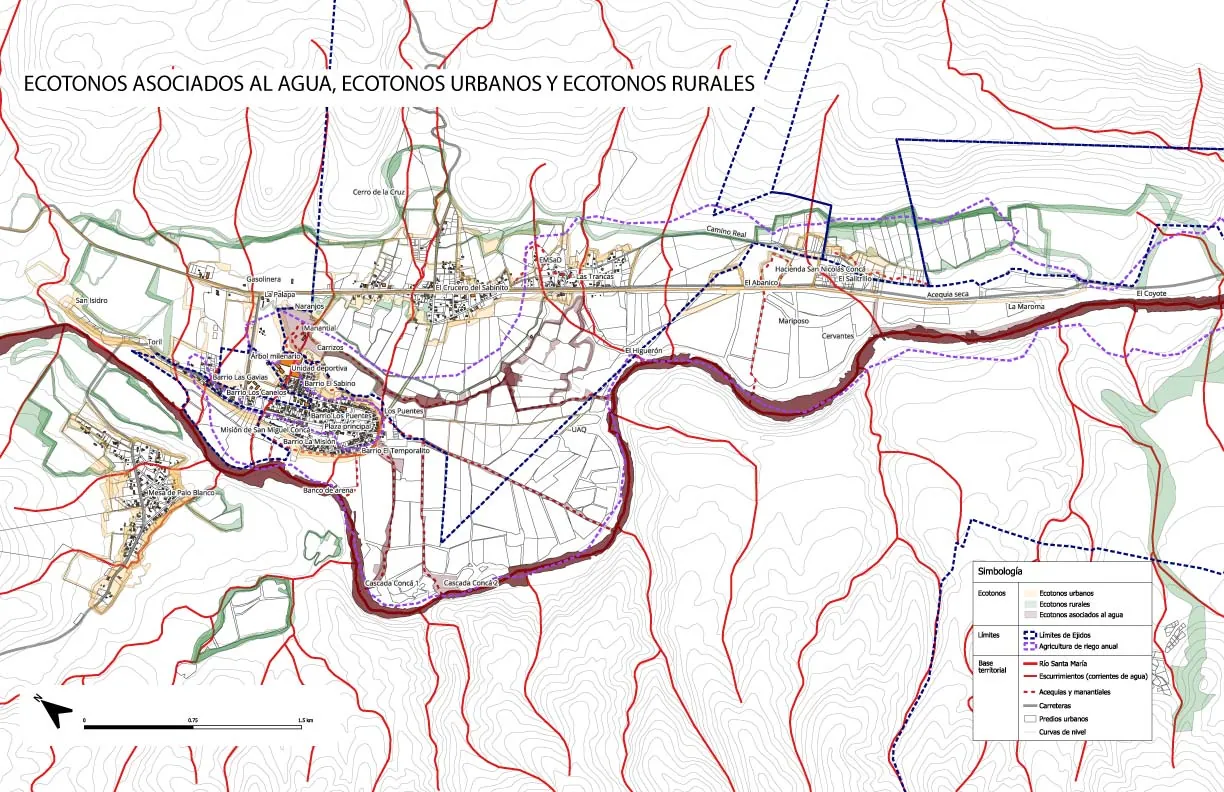 ECOTONOS ASOCIADOS AL AGUA, ECOTONOS URBANOS Y ECOTONOS RURALES
Cerro de la Cruz
Camino Real
EMSaD
Las Trancas
Hacienda San Nicolás Concá
El Salitrillo
Gasolinera
La Palapa
El Crucero del Sabinito
El Abanico
Acequia seca
El Coyote
San Isidro
Naranjos
La Maroma
Manantial
Mariposo
Toril
Carrizos
Cervantes
Árbol milenario
El Higuerón
Unidad deportiva
Barrio Las Gavias
Barrio El Sabino
Barrio Los Canelos
Los Puentes
Barrio Los Puentes
Misión de San Miguel Concá
Plaza principal
UAQ
Barrio La Misión
Barrio El Temporalito
Mesa de Palo Blanco
Banco de arena
Cascada Concá 1
Cascada Concá 2
Simbología
Ecotonos
Ecotonos urbanos
Ecotonos rurales
Ecotonos asociados al agua
Límites
Límites de Ejidos
Agricultura de riego anual
Base
territorial
Río Santa María
Escurrimientos (corrientes de agua)
Acequias y manantiales
Carreteras
Predios urbanos
Curvas de nivel
N
0 0.75 1.5 km